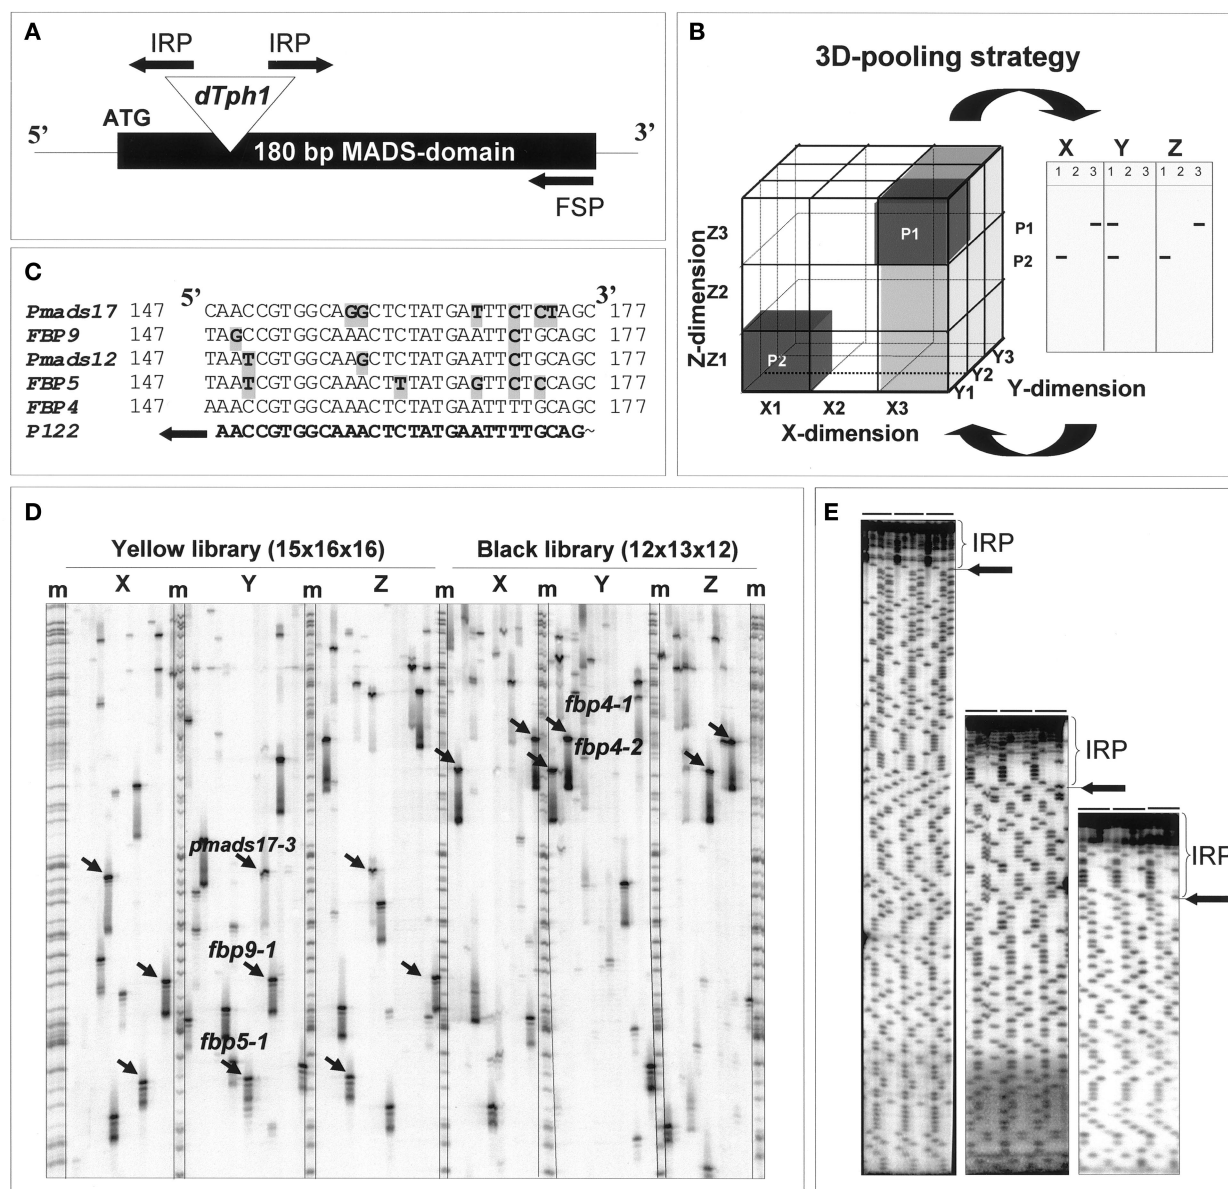 A
IRP IRP
dTph1
ATG
5’ 3’
180 bp MADS-domain
FSP
B
3D-pooling strategy
X Y Z
1 2 3 1 2 3 1 2 3
P1
P2
Z-dimension
Z3
Z2
Z1
P1
P2
Y3
Y2
Y1
Y-dimension
X1 X2 X3
X-dimension
C
5’ 3’
Pmads17 147 CAACCGTGGCAGGCTCTATGATTTCTCTAGC 177
FBP9 147 TAGCCGTGGCAAACTCTATGAATTCTGCAGC 177
Pmads12 147 TAATCGTGGCAAGCTCTATGAATTCTGCAGC 177
FBP5 147 TAATCGTGGCAAACTTTATGAGTTCTCCAGC 177
FBP4 147 AAACCGTGGCAAACTCTATGAATTTTGCAGC 177
P122 AACCGTGGCAAACTCTATGAATTTTGCAG~
D
Yellow library (15x16x16) Black library (12x13x12)
m X m Y m Z m X m Y m Z m
fbp4-1
fbp4-2
pmads17-3
fbp9-1
fbp5-1
E
IRP
IRP
IRP